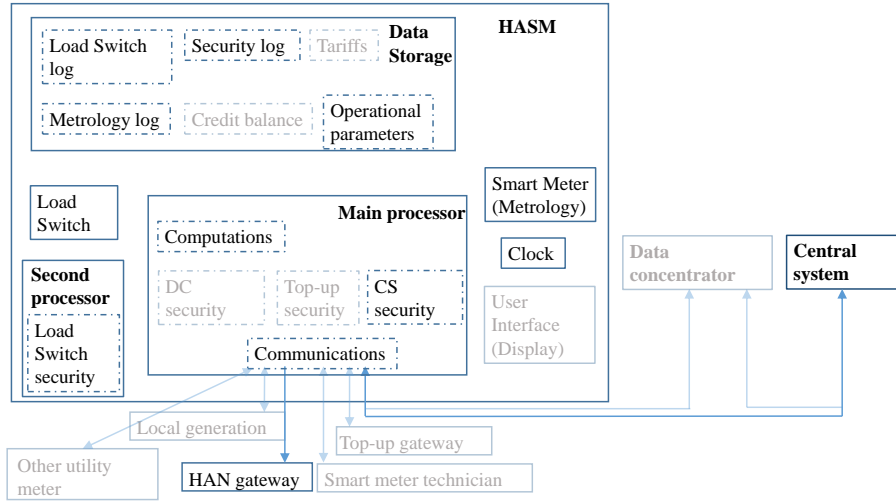 HASM
Data
Storage
Load Switch
log
Security log
Tariffs
Metrology log
Credit balance
Operational
parameters
Load
Switch
Main processor
Computations
DC
security
Top-up
security
CS
security
Communications
Smart Meter
(Metrology)
Clock
User
Interface
(Display)
Second
processor
Load
Switch
security
Data
concentrator
Central
system
Local generation
Top-up gateway
Other utility
meter
HAN gateway
Smart meter technician